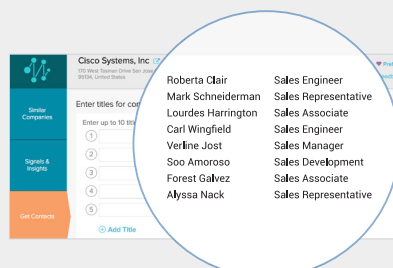 Cisco Systems, Inc
170 West Tasman Drive San Jose
95134, United States
Similar
Companies
Signals &
Insights
Get Contacts
Enter titles for con
Enter up to 10 titl
1
2
3
4
5
Add Title
Roberta Clair Sales Engineer
Mark Schneiderman Sales Representative
Lourdes Harrington Sales Associate
Carl Wingfield Sales Engineer
Verline Jost Sales Manager
Soo Amoroso Sales Development
Forest Galvez Sales Associate
Alyssa Nack Sales Representative